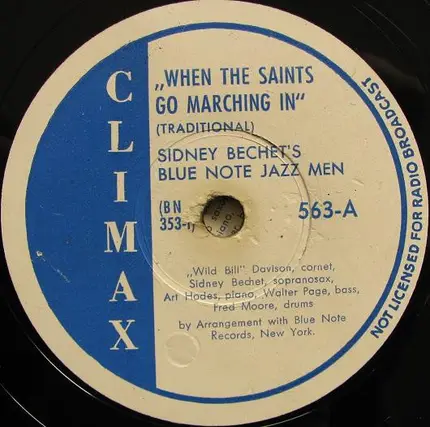 CLIMAX
„WHEN THE SAINTS
GO MARCHING IN"
(TRADITIONAL)
SIDNEY BECHET'S
BLUE NOTE JAZZ MEN
(BN
353-1)
563-A
„Wild Bill" Davison, cornet,
Sidney Bechet, sopranosax,
Art Hodes, piano, Walter Page, bass,
Fred Moore, drums
by Arrangement with Blue Note
Records, New York.
NOT LICENSED FOR RADIO BROADCAST